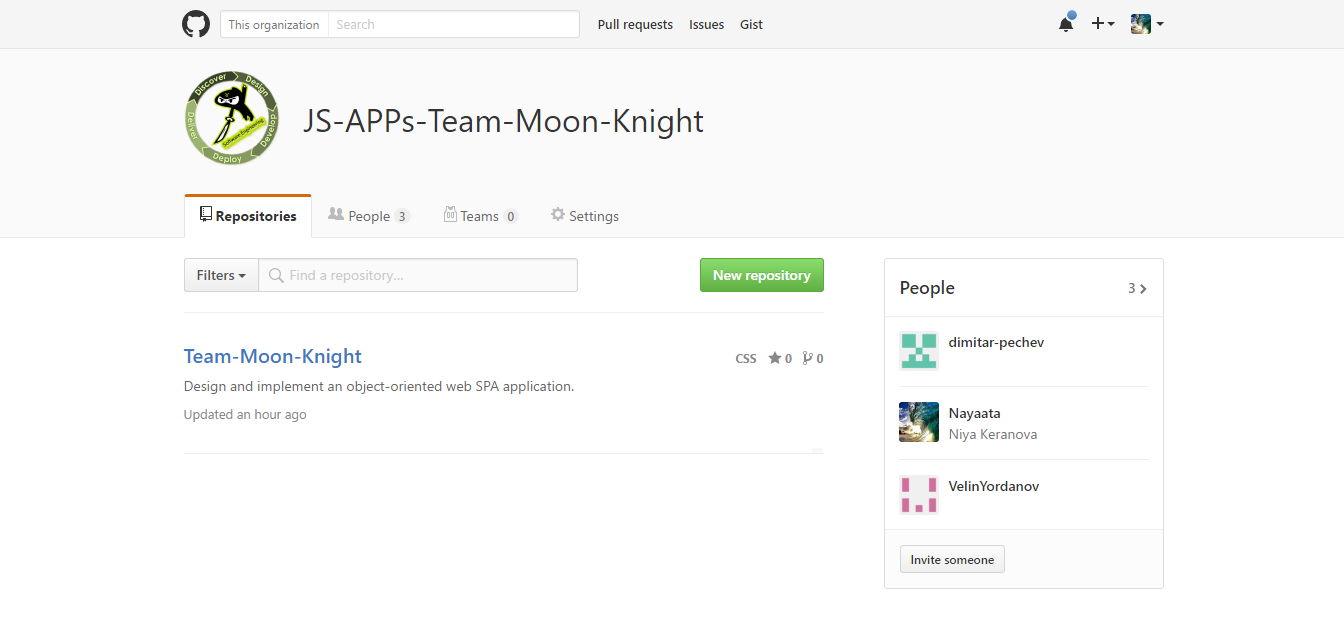 This organization Search Pull requests Issues Gist
Discover Design Develop Deploy Deliver
Software Engineering
JS-APPs-Team-Moon-Knight
Repositories People 3 Teams 0 Settings
Filters Find a repository... New repository
Team-Moon-Knight CSS 0 0
Design and implement an object-oriented web SPA application.
Updated an hour ago
People 3
dimitar-pechev
Nayaata
Niya Keranova
VelinYordanov
Invite someone